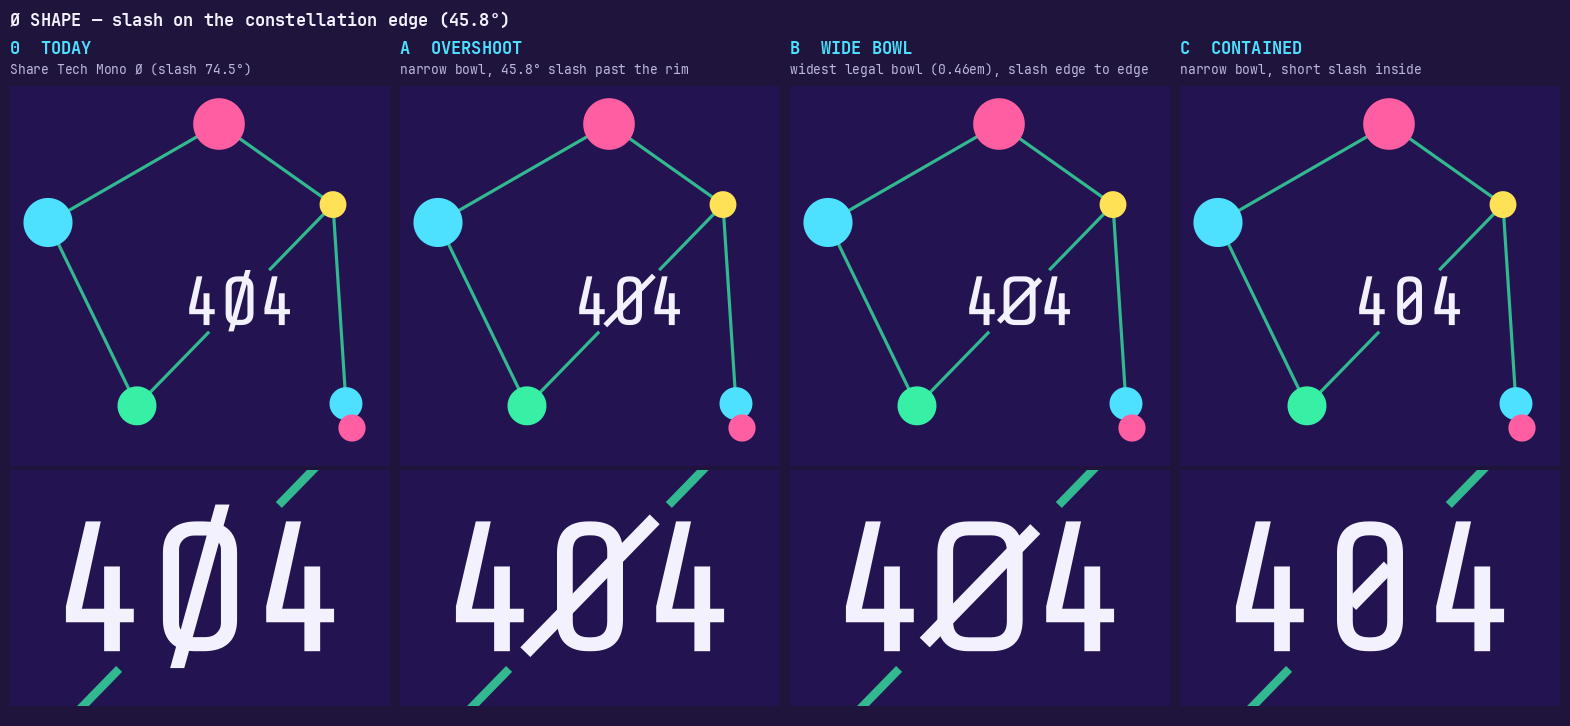 Ø SHAPE — slash on the constellation edge (45.8°)
0 TODAY
Share Tech Mono Ø (slash 74.5°)
4Ø4
4Ø4
A OVERSHOOT
narrow bowl, 45.8° slash past the rim
4Ø4
4Ø4
B WIDE BOWL
widest legal bowl (0.46em), slash edge to edge
4Ø4
4Ø4
C CONTAINED
narrow bowl, short slash inside
404
404